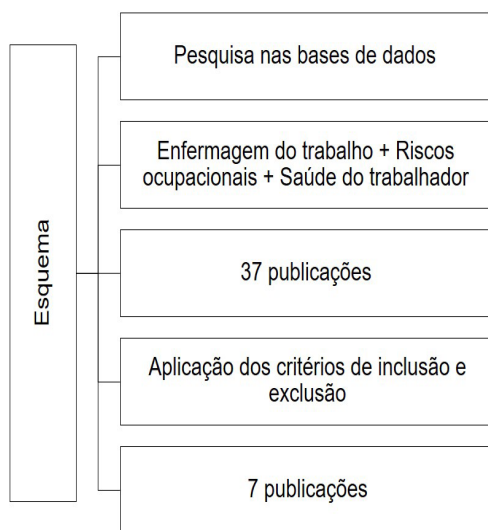 Esquema
Pesquisa nas bases de dados
Enfermagem do trabalho + Riscos
ocupacionais + Saúde do trabalhador
37 publicações
Aplicação dos critérios de inclusão e
exclusão
7 publicações